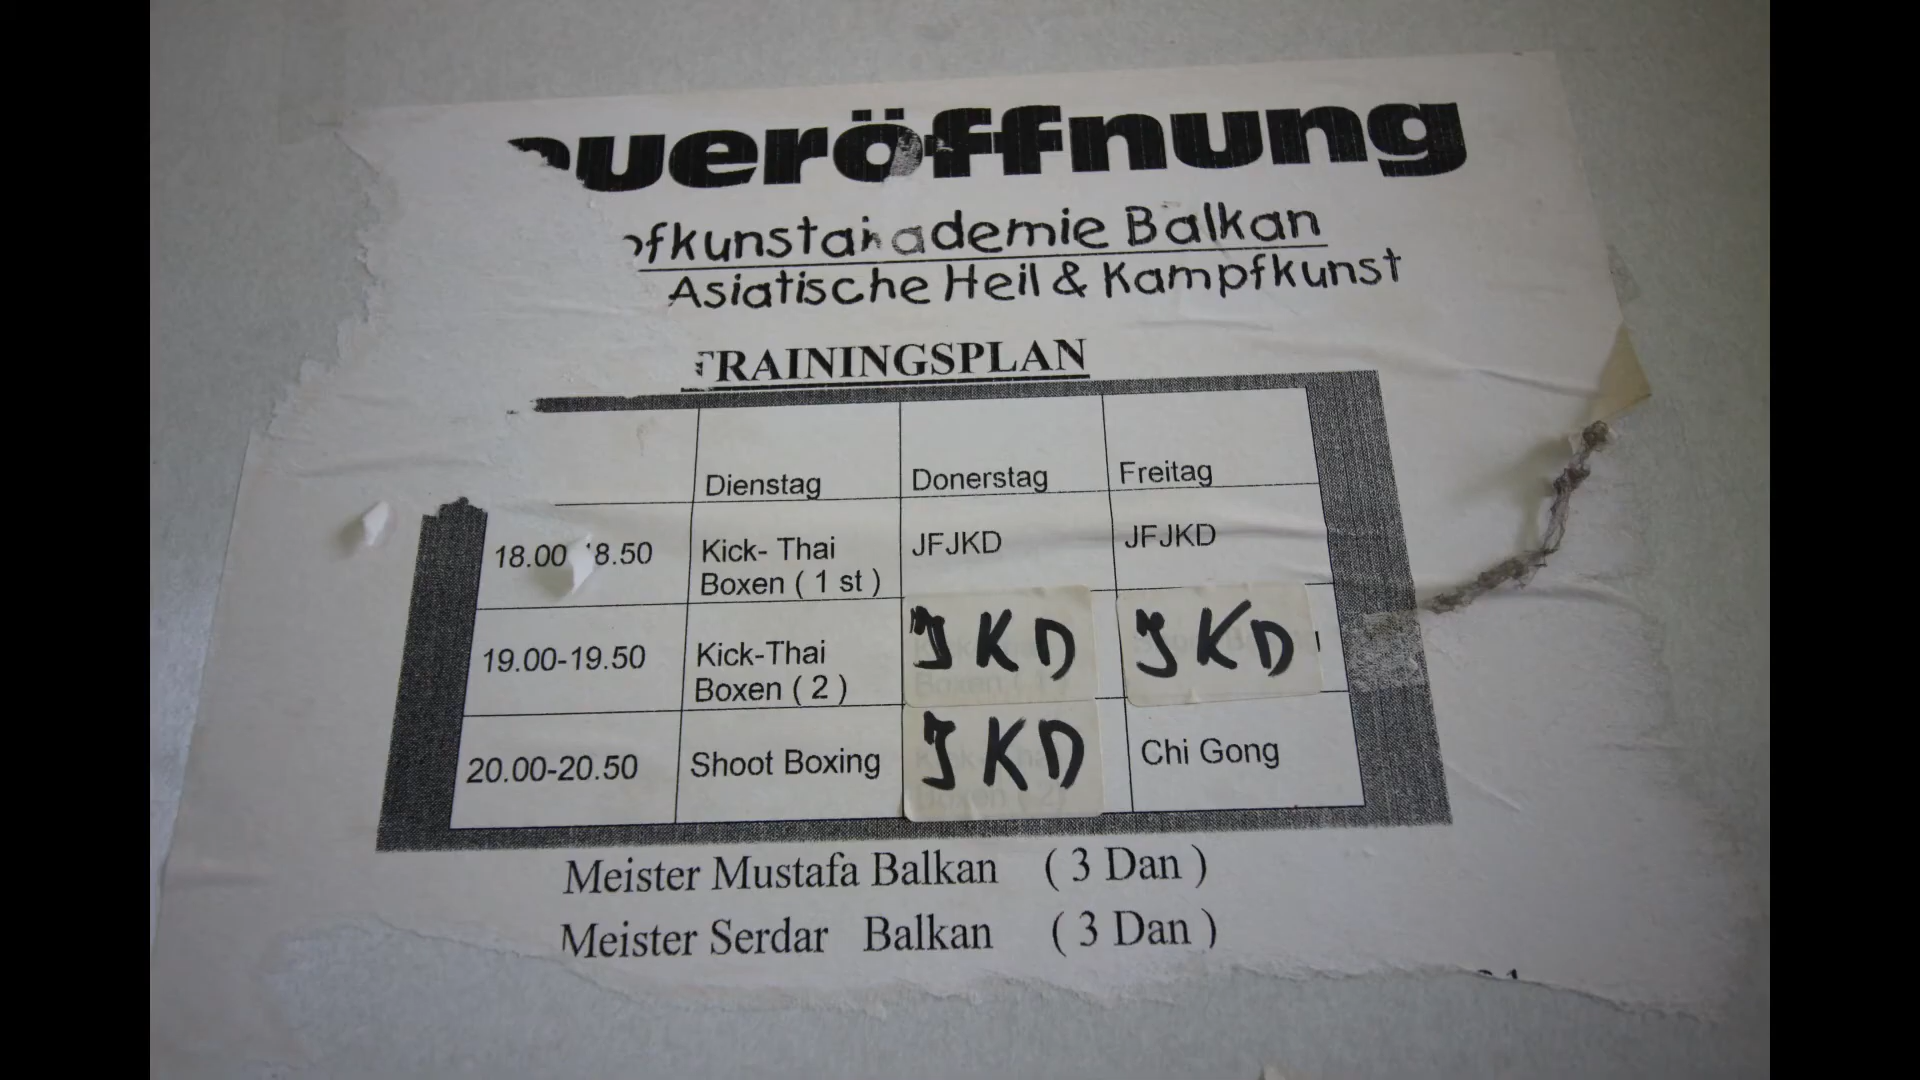 ueröffnung
fkunstakademie Balkan
Asiatische Heil & Kampfkunst
TRAININGSPLAN
Dienstag Donerstag Freitag
18.00 18.50 Kick- Thai Boxen ( 1 st ) JFJKD JFJKD
19.00-19.50 Kick-Thai Boxen ( 2 ) JKD JKD
20.00-20.50 Shoot Boxing JKD Chi Gong
Meister Mustafa Balkan ( 3 Dan )
Meister Serdar Balkan ( 3 Dan )